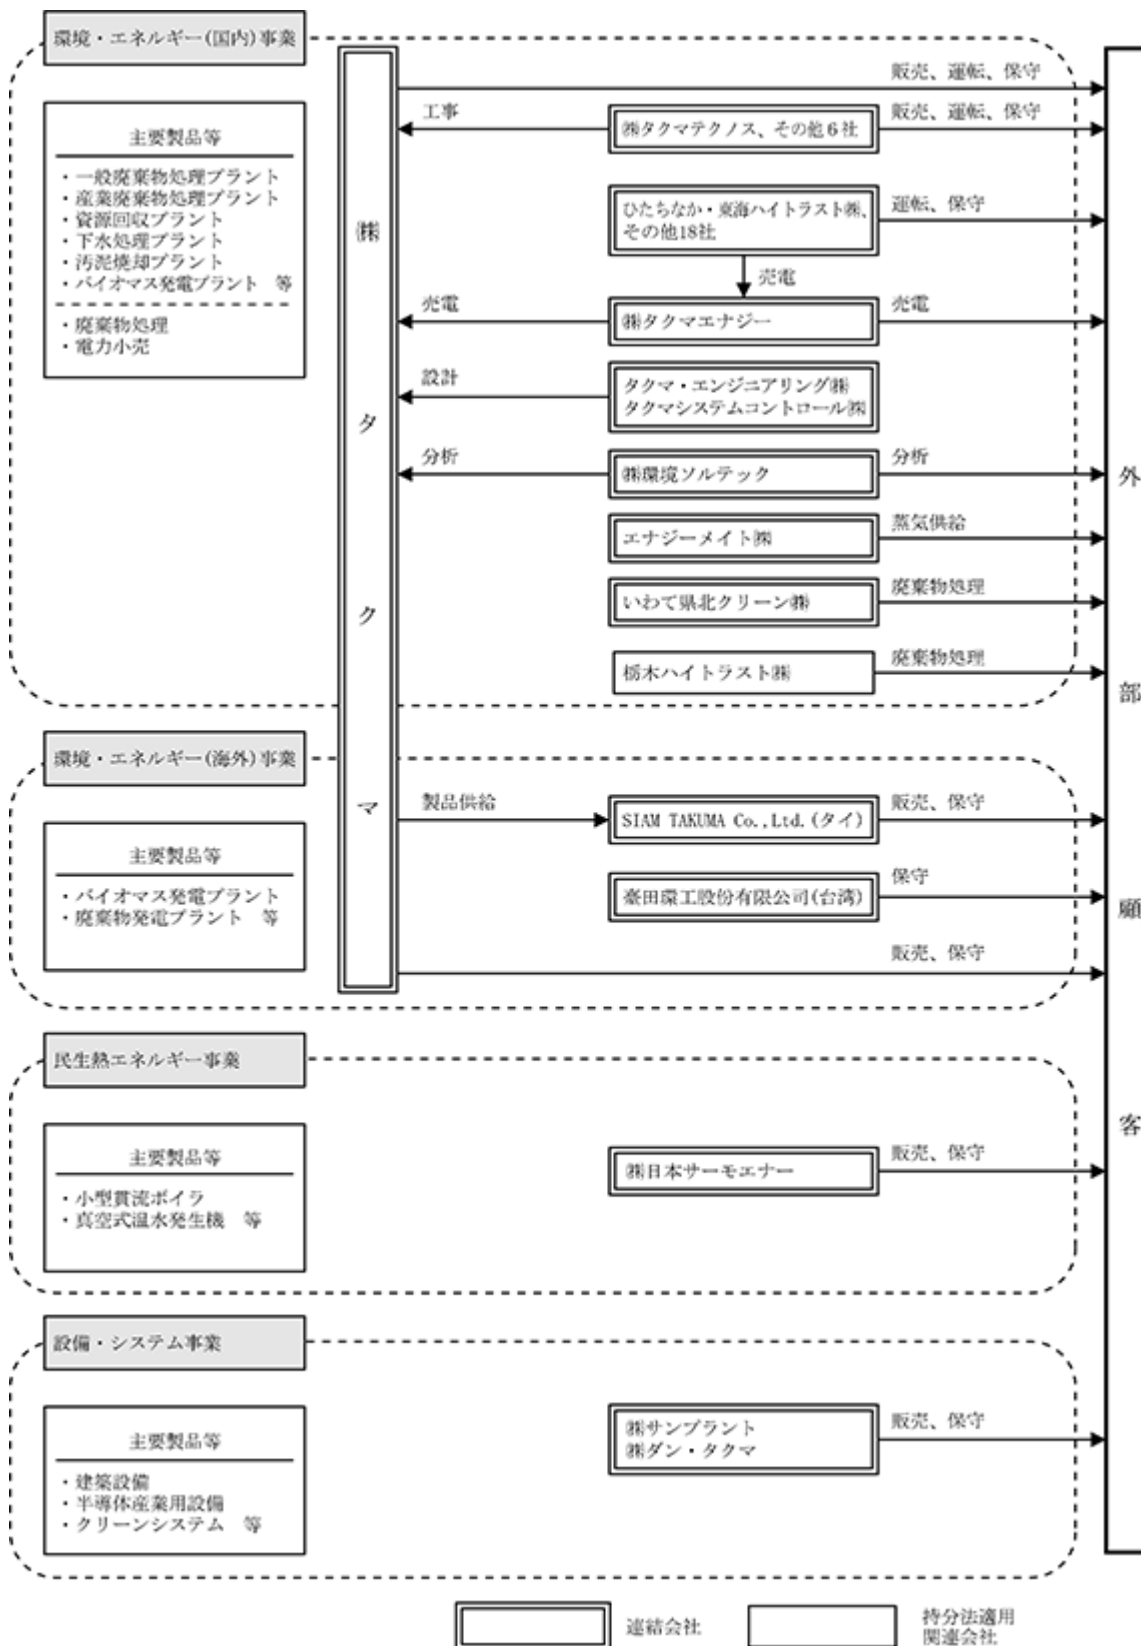 環境・エネルギー(国内)事業
主要製品等
・一般廃棄物処理プラント
・産業廃棄物処理プラント
・資源回収プラント
・下水処理プラント
・汚泥焼却プラント
・バイオマス発電プラント　等
・廃棄物処理
・電力小売
㈱タクマ
販売、運転、保守
工事
㈱タクマテクノス、その他６社
販売、運転、保守
ひたちなか・東海ハイトラスト㈱、
その他18社
運転、保守
売電
売電
㈱タクマエナジー
売電
設計
タクマ・エンジニアリング㈱
タクマシステムコントロール㈱
分析
㈱環境ソルテック
分析
エナジーメイト㈱
蒸気供給
いわて県北クリーン㈱
廃棄物処理
栃木ハイトラスト㈱
廃棄物処理
外部顧客
環境・エネルギー(海外)事業
主要製品等
・バイオマス発電プラント
・廃棄物発電プラント　等
製品供給
SIAM TAKUMA Co.,Ltd.(タイ)
販売、保守
臺田環工股份有限公司(台湾)
保守
販売、保守
民生熱エネルギー事業
主要製品等
・小型貫流ボイラ
・真空式温水発生機　等
㈱日本サーモエナー
販売、保守
設備・システム事業
主要製品等
・建築設備
・半導体産業用設備
・クリーンシステム　等
㈱サンプラント
㈱ダン・タクマ
販売、保守
連結会社
持分法適用
関連会社